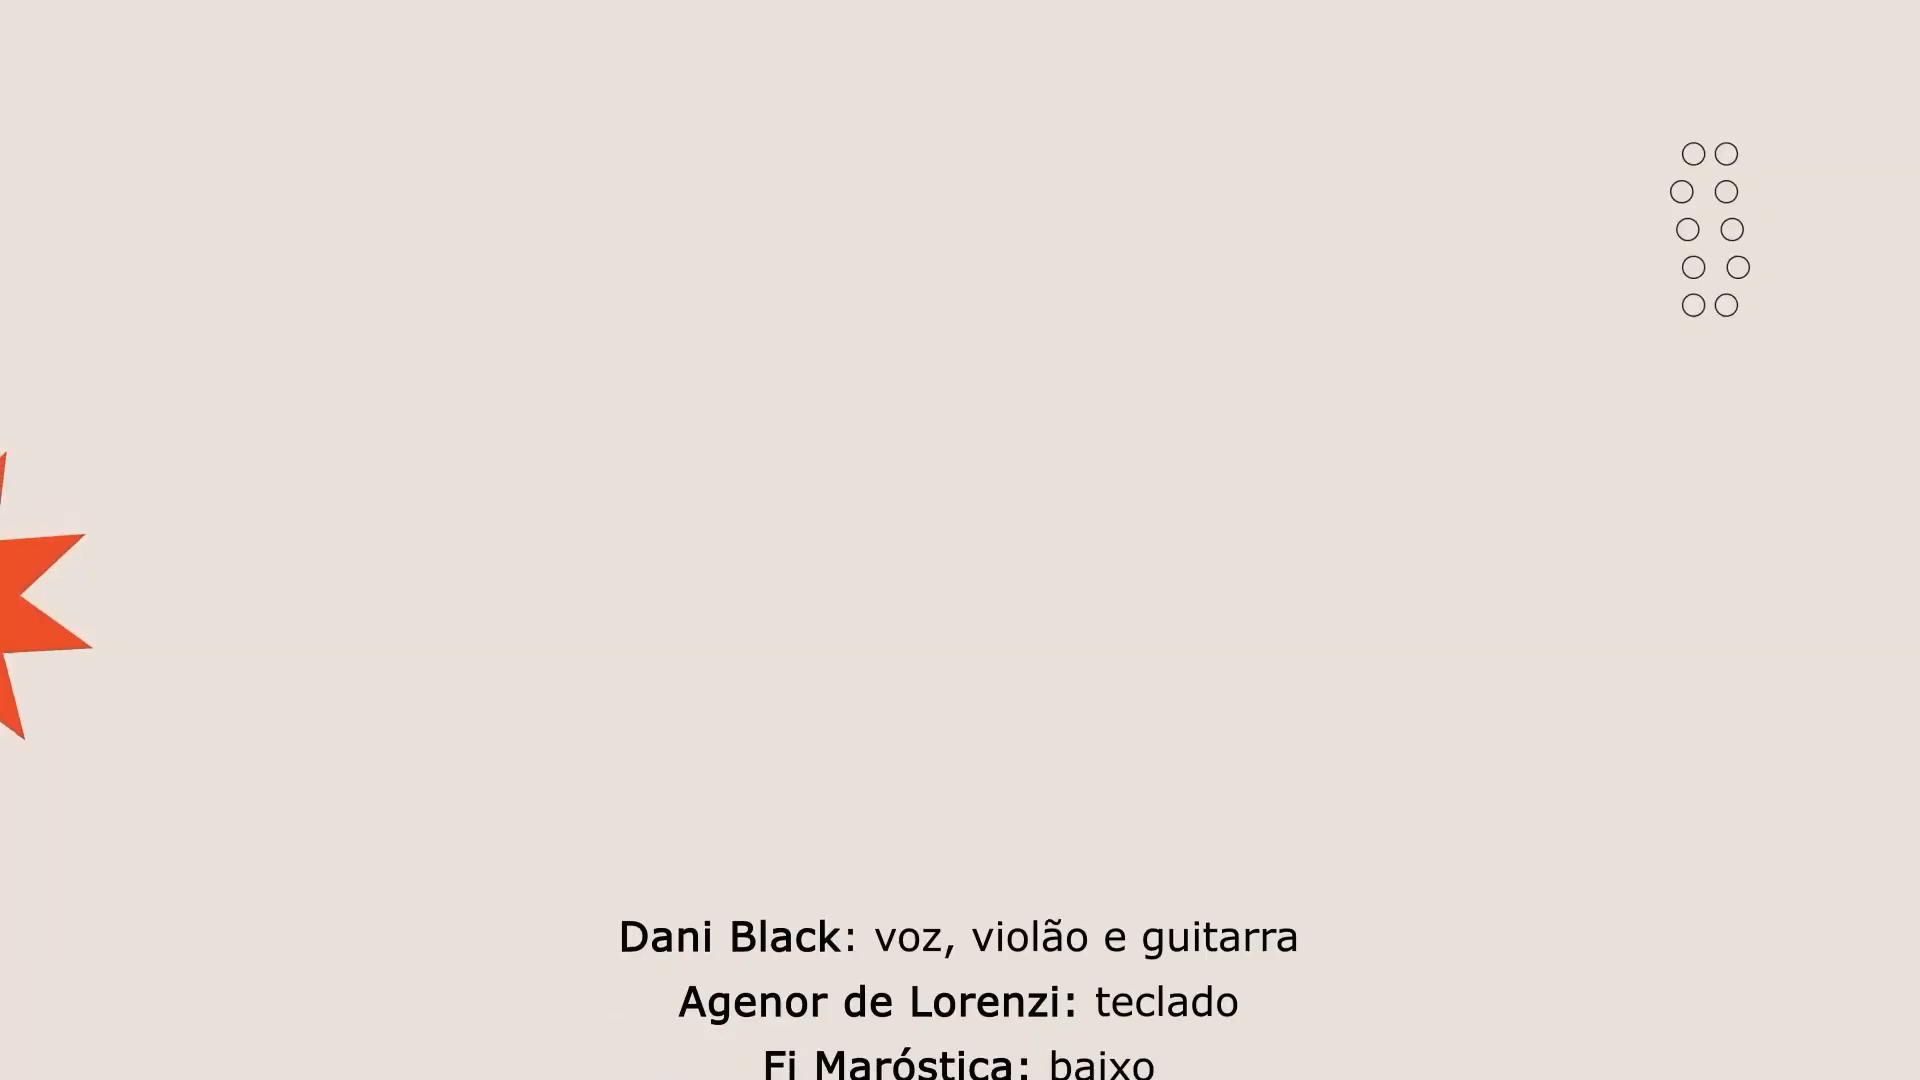 Dani Black: voz, violão e guitarra
Agenor de Lorenzi: teclado
Fi Maróstica: baixo